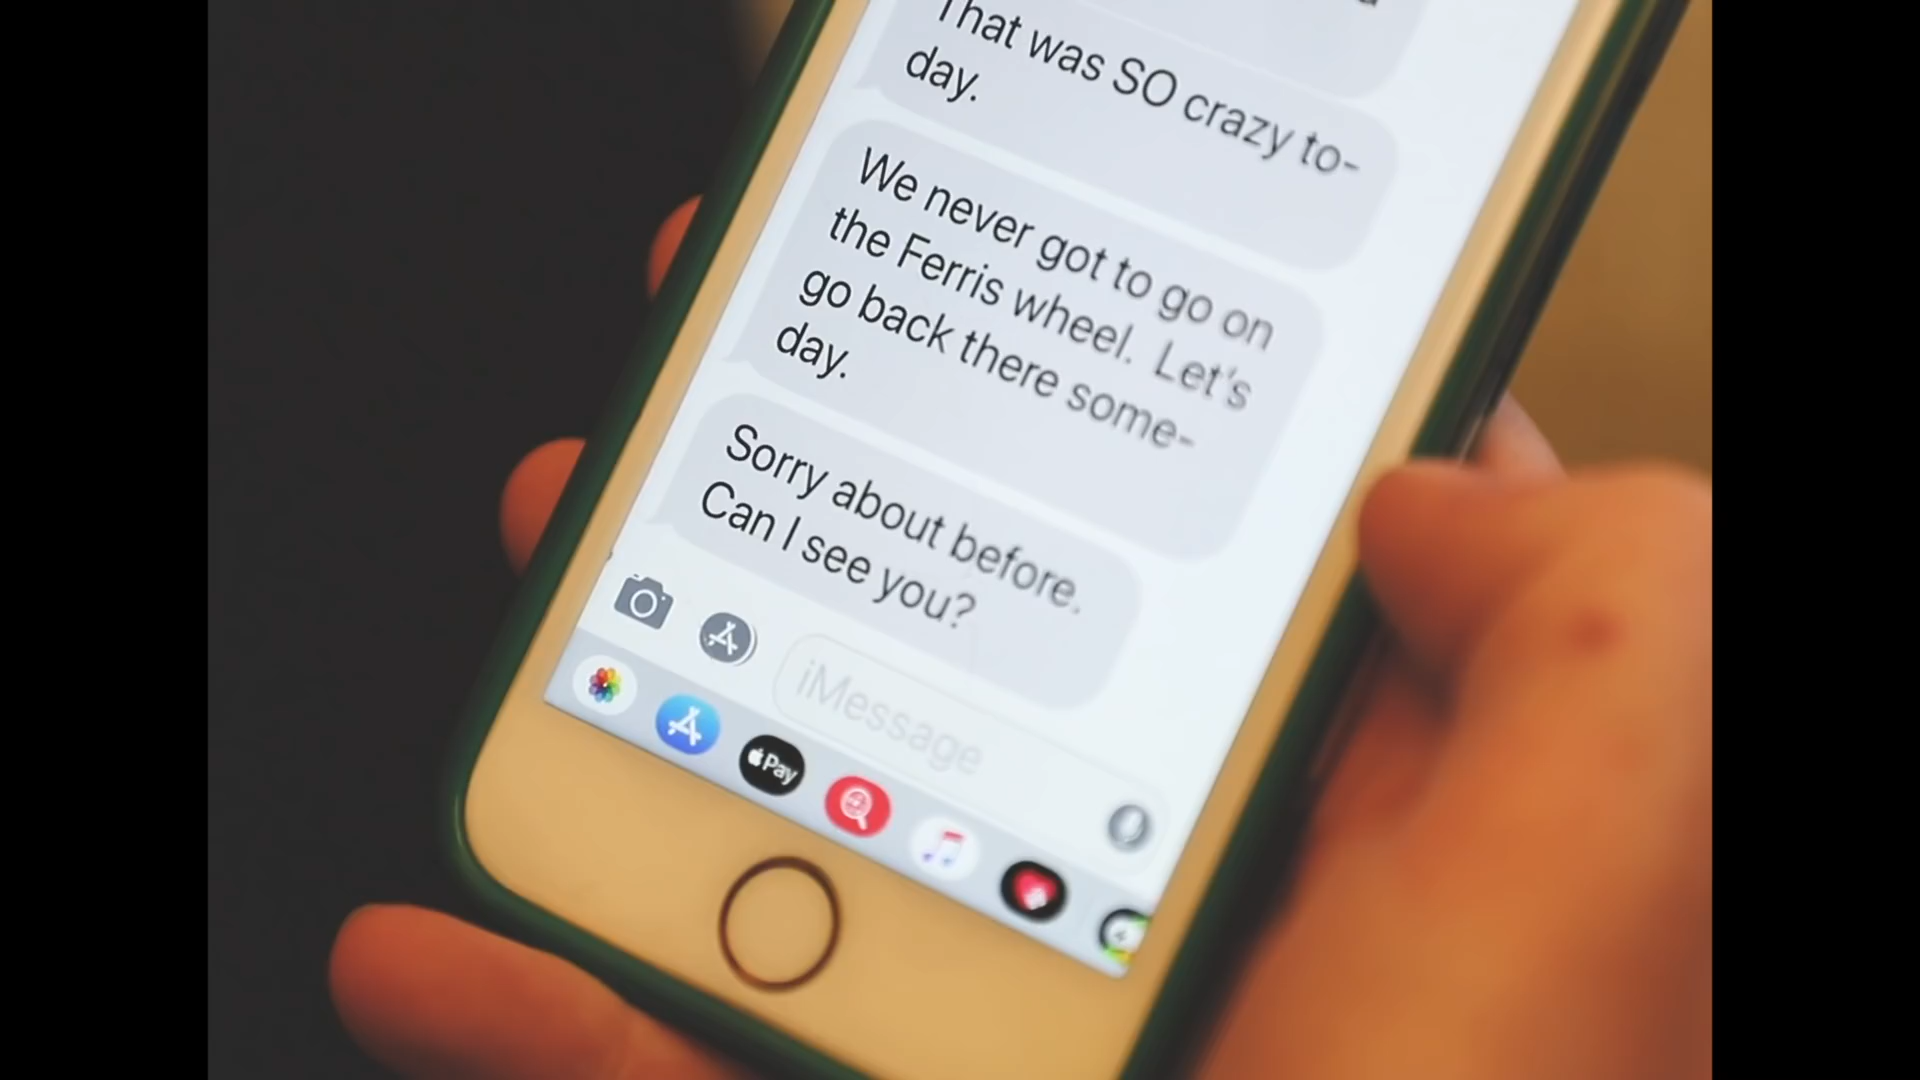 That was SO crazy to-
day.
We never got to go on
the Ferris wheel. Let's
go back there some-
day.
Sorry about before.
Can I see you?
iMessage
Pay